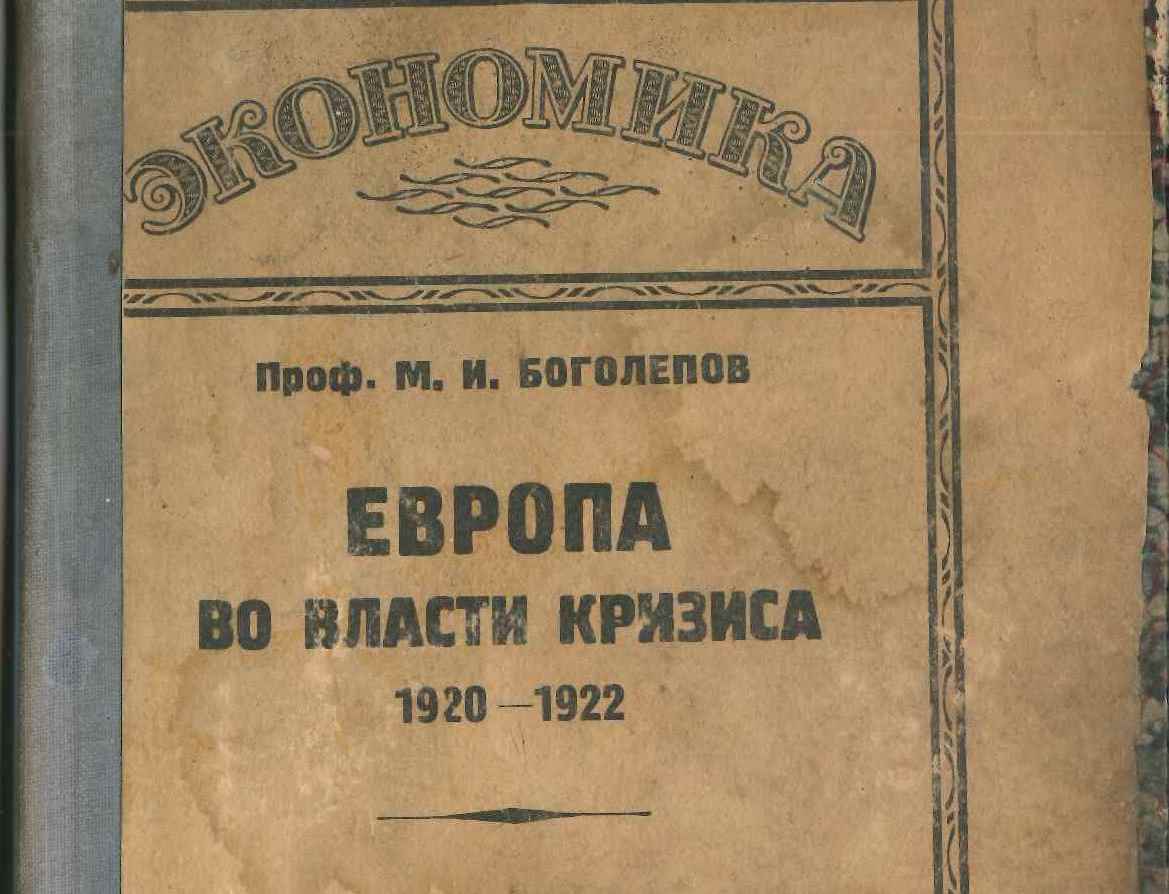 ЭКОНОМИКА
Проф. М. И. БОГОЛЕПОВ
ЕВРОПА
ВО ВЛАСТИ КРИЗИСА
1920—1922